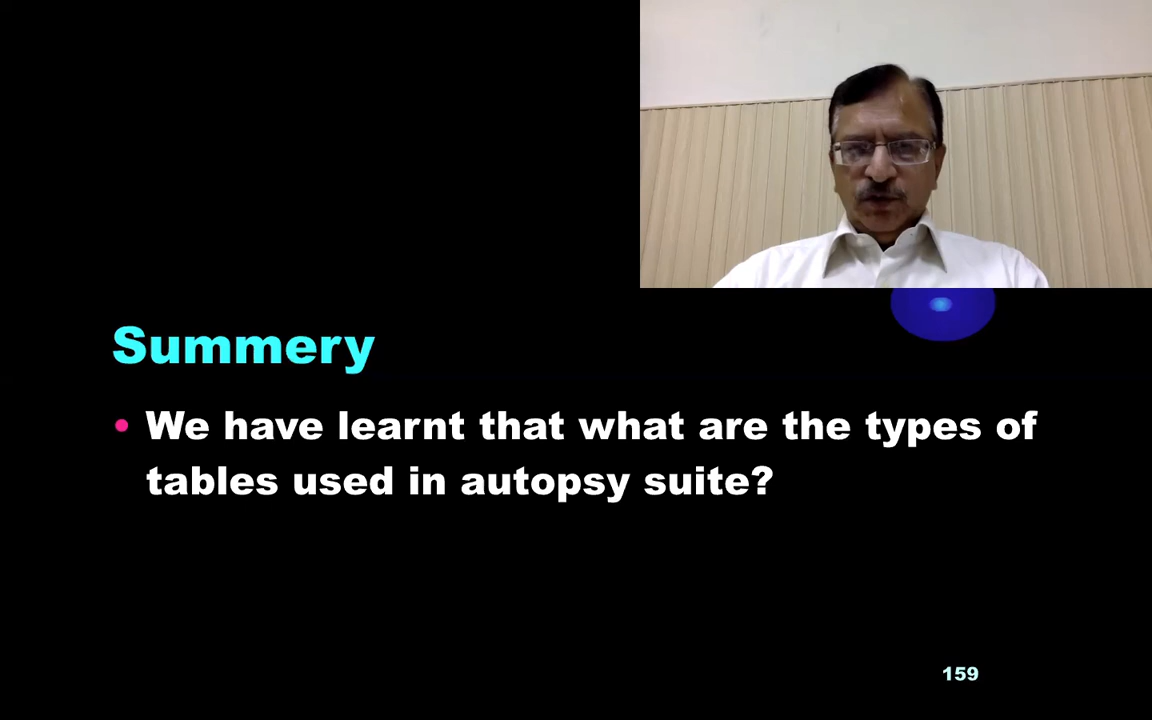 Summery
• We have learnt that what are the types of
tables used in autopsy suite?
159